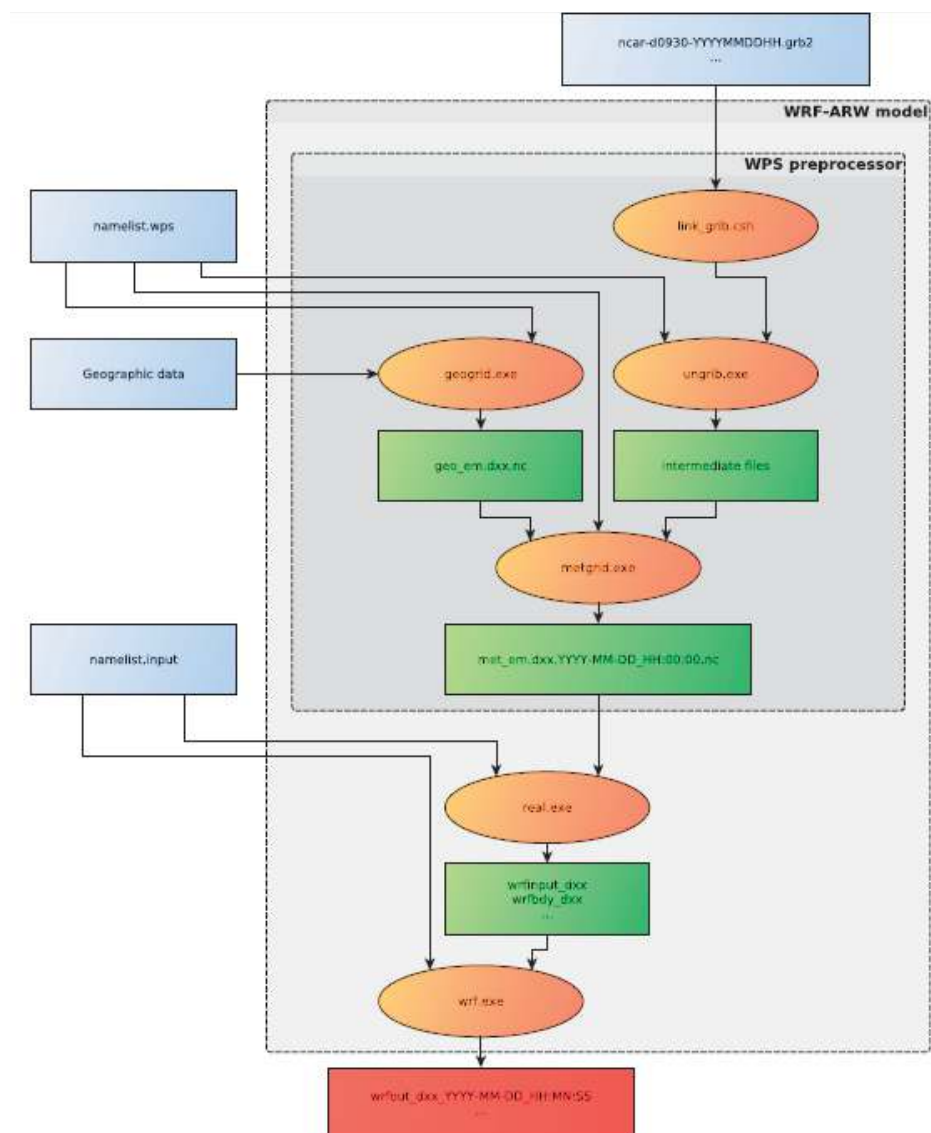 ncar-d0930-YYYYMMDDHH.grb2
...
WRF-ARW model
WPS preprocessor
namelist.wps
link_grib.csh
Geographic data
geogrid.exe
ungrib.exe
geo_em.dxx.nc
intermediate files
metgrid.exe
namelist.input
met_em.dxx.YYYY-MM-DD_HH:00:00.nc
real.exe
wrfinput_dxx
wrfbdy_dxx
...
wrf.exe
wrfout_dxx_YYYY-MM-DD_HH:MN:SS
...